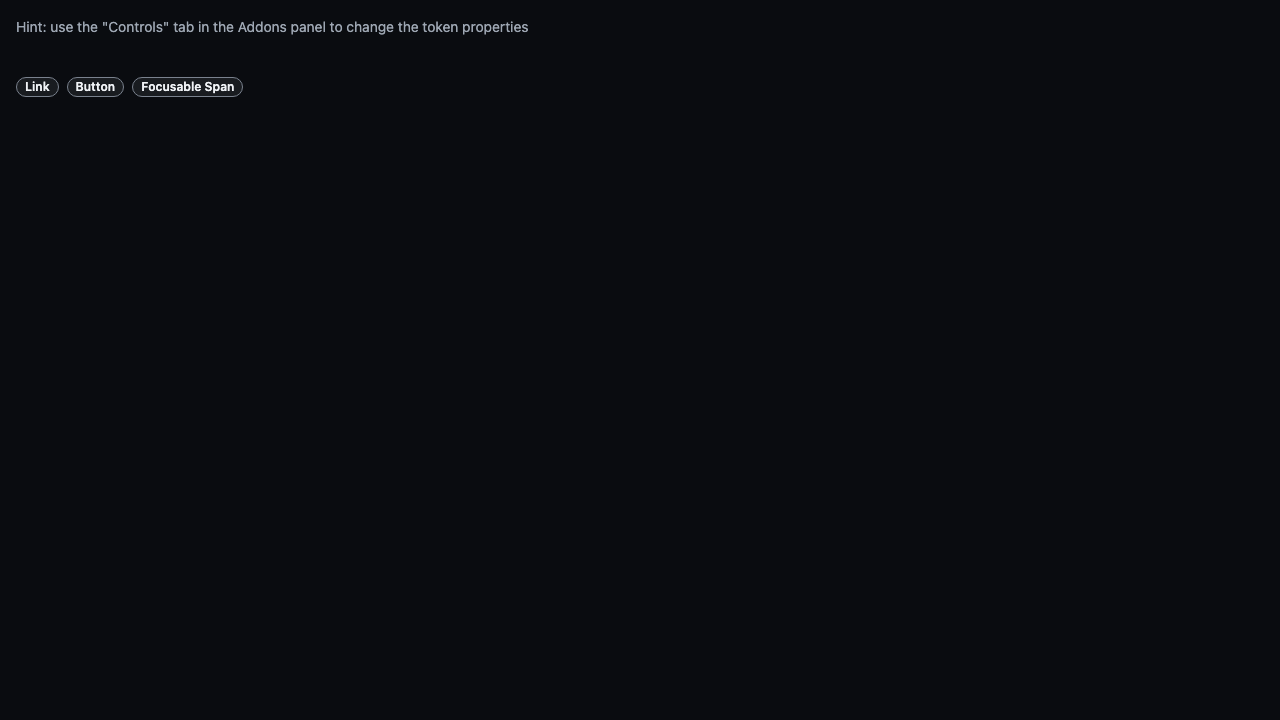 Hint: use the "Controls" tab in the Addons panel to change the token properties
Link Button Focusable Span